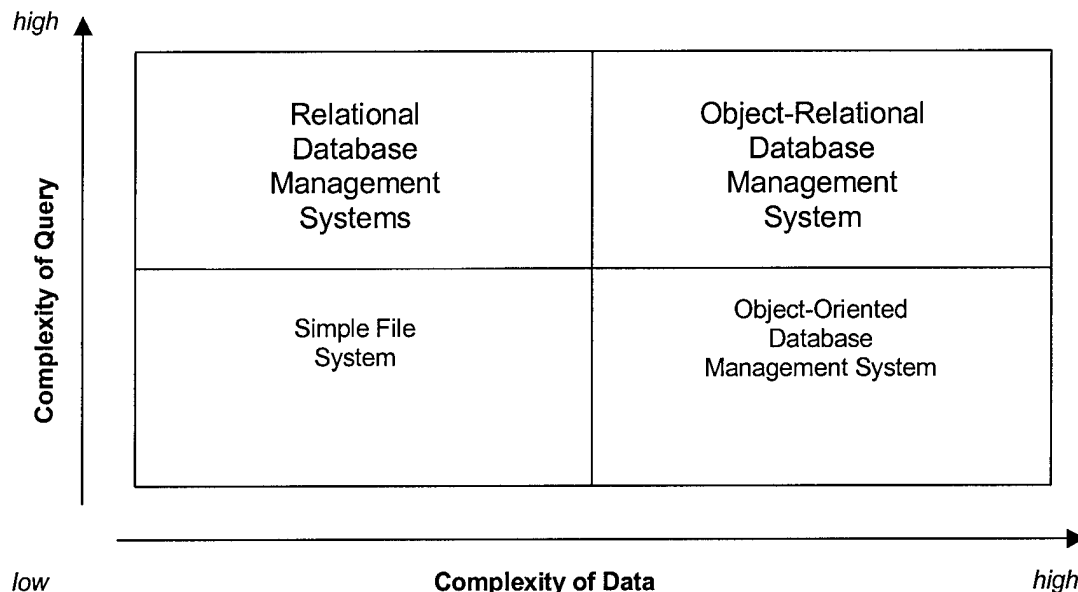 high
Relational
Database
Management
Systems
Object-Relational
Database
Management
System
Complexity of Query
Simple File
System
Object-Oriented
Database
Management System
low
Complexity of Data
high